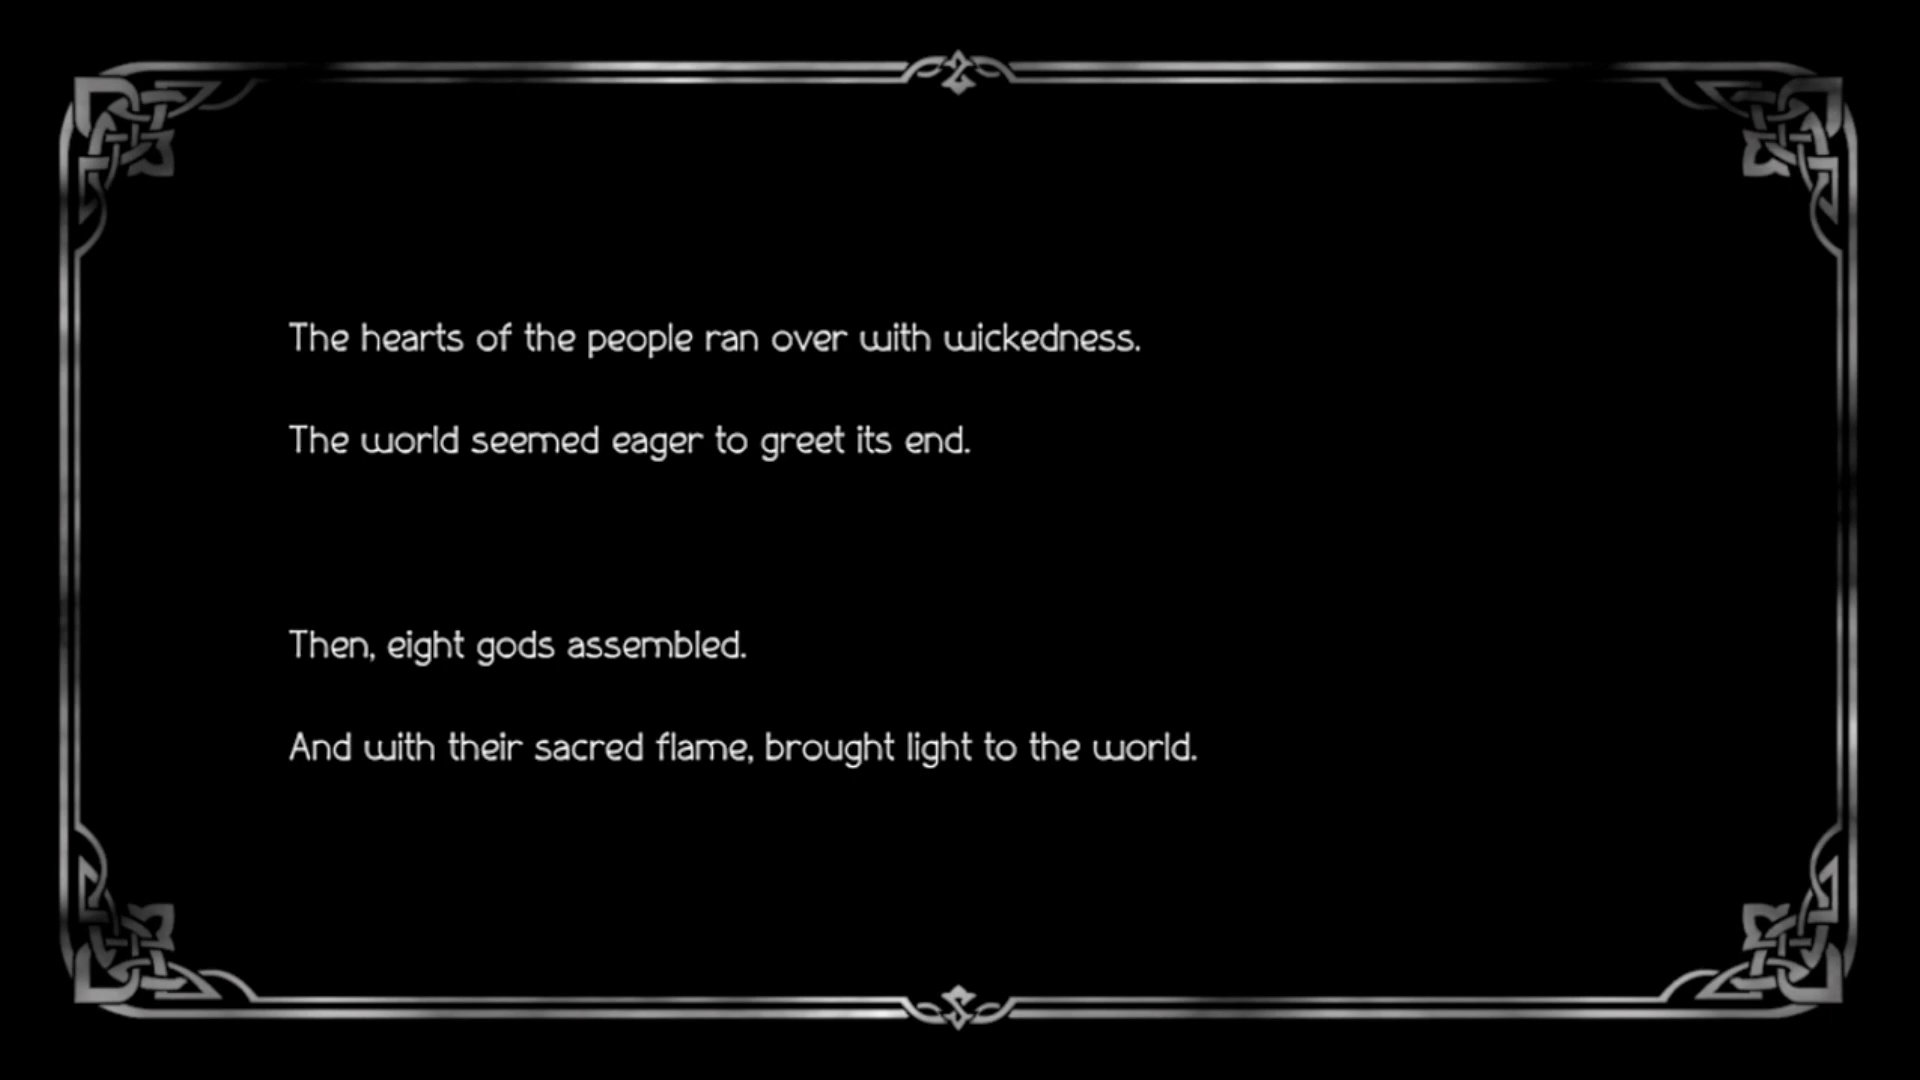 The hearts of the people ran over with wickedness.
The world seemed eager to greet its end.
Then, eight gods assembled.
And with their sacred flame, brought light to the world.